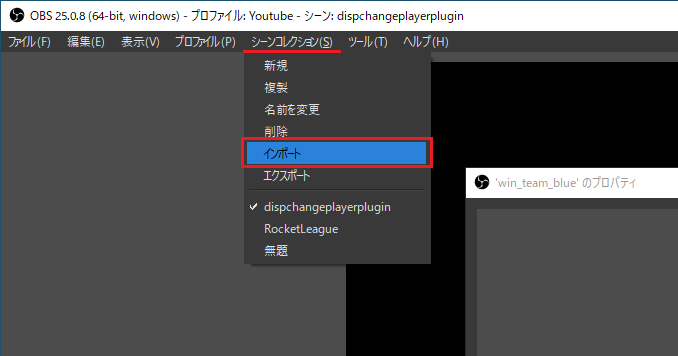 OBS 25.0.8 (64-bit, windows) - プロファイル: Youtube - シーン: dispchangeplayerplugin
ファイル(F) 編集(E) 表示(V) プロファイル(P) シーンコレクション(S) ツール(T) ヘルプ(H)
新規
複製
名前を変更
削除
インポート
エクスポート
dispchangeplayerplugin
RocketLeague
無題
'win_team_blue' のプロパティ